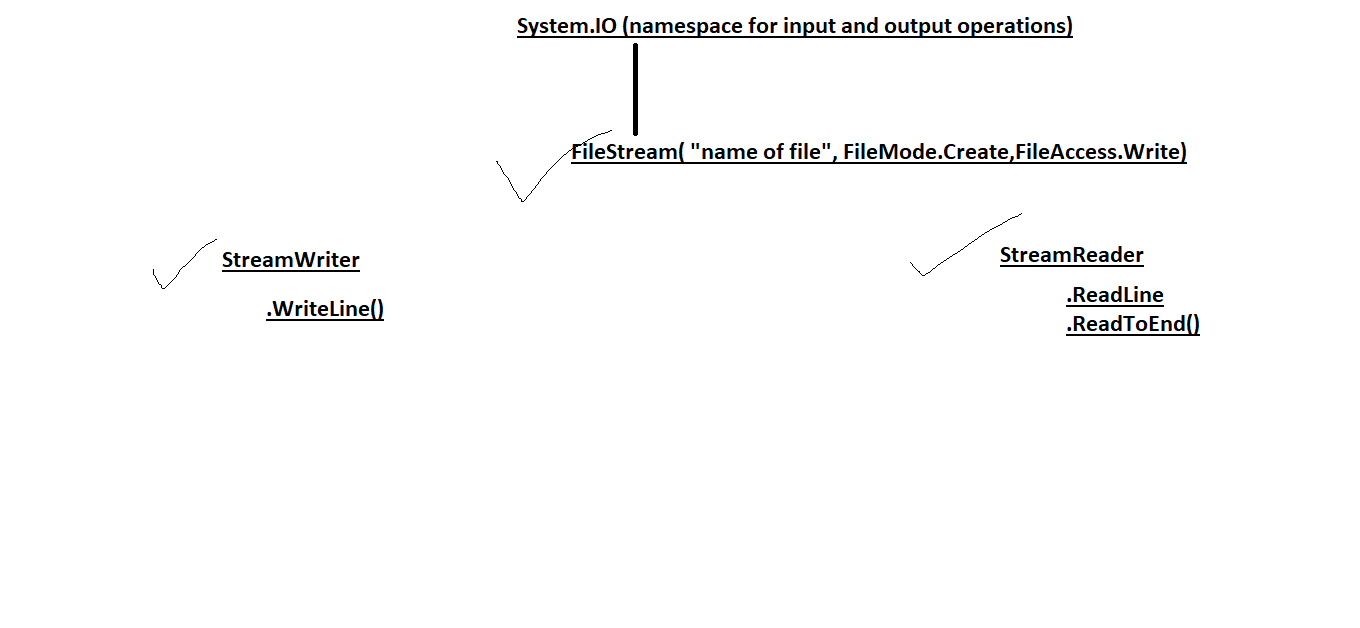 System.IO (namespace for input and output operations)
FileStream( "name of file", FileMode.Create,FileAccess.Write)
StreamWriter
.WriteLine()
StreamReader
.ReadLine
.ReadToEnd()